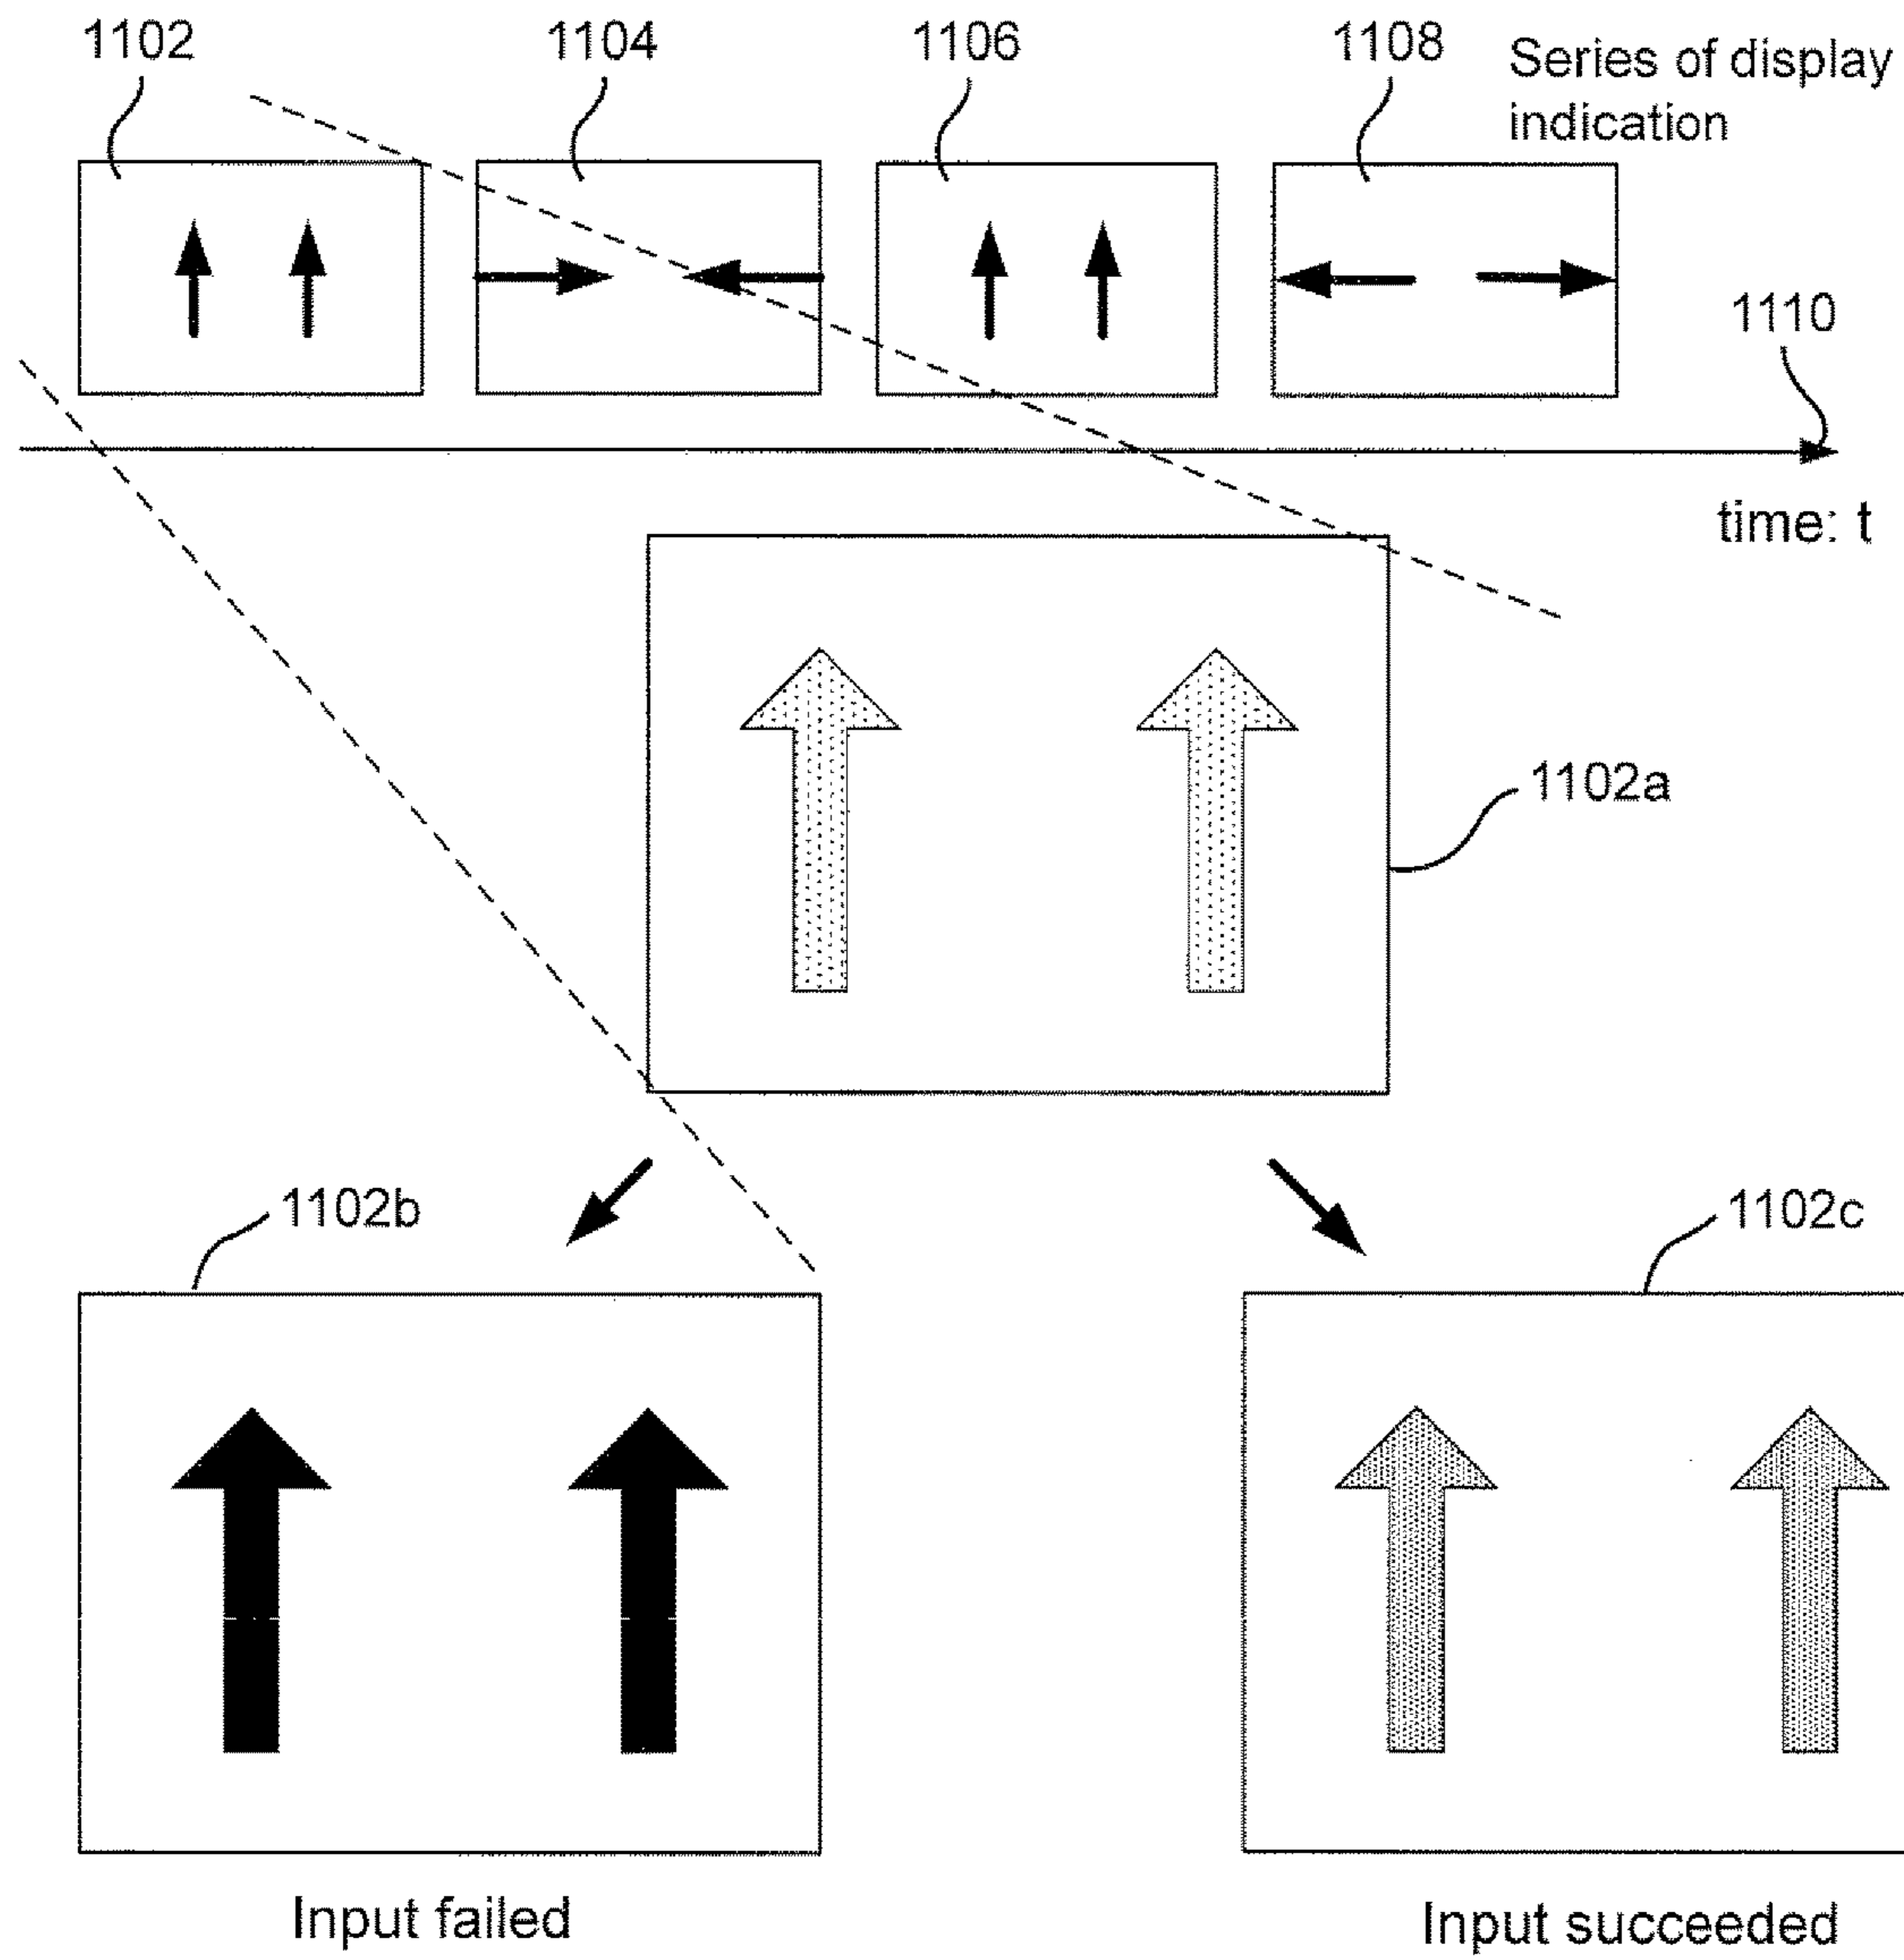 1102
1104
1106
1108
Series of display
indication
1110
time: t
1102a
1102b
1102c
Input failed
Input succeeded